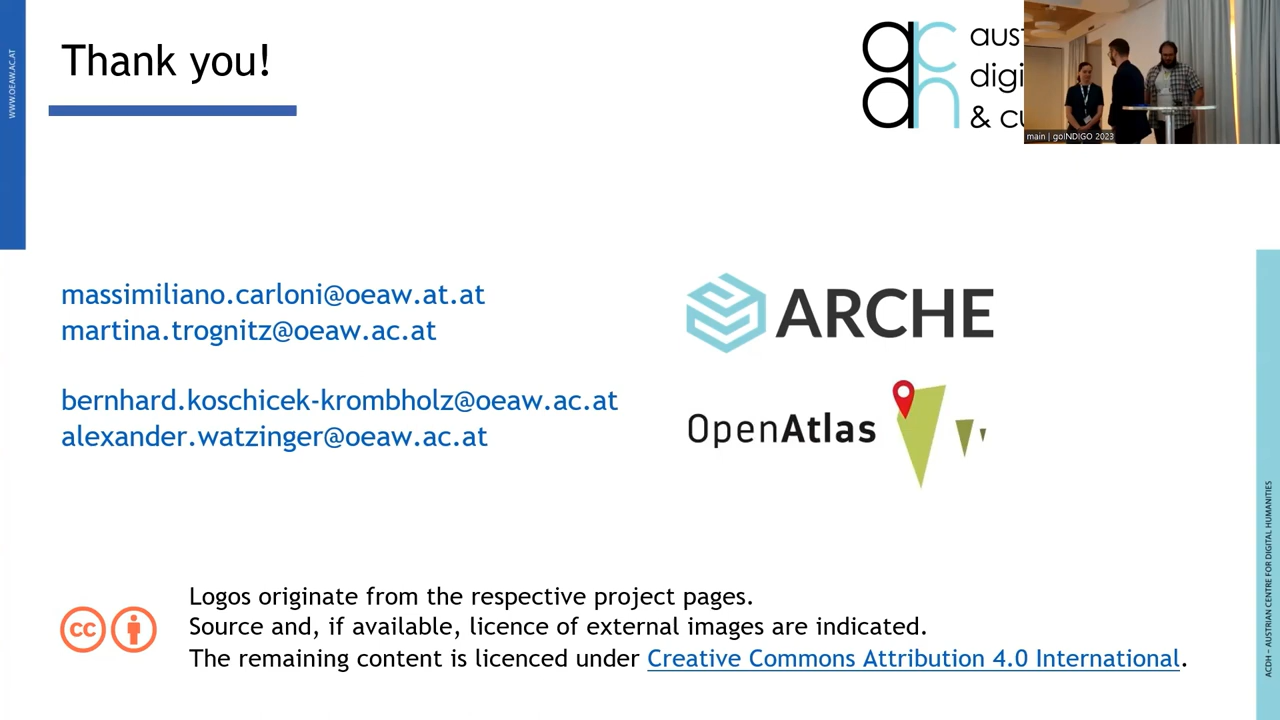 WWW.OEAW.AC.AT
Thank you!
acdh
aust
digi
& cu
main | goINDIGO 2023
massimiliano.carloni@oeaw.at.at
martina.trognitz@oeaw.ac.at
bernhard.koschicek-krombholz@oeaw.ac.at
alexander.watzinger@oeaw.ac.at
ARCHE
OpenAtlas
Logos originate from the respective project pages.
Source and, if available, licence of external images are indicated.
The remaining content is licenced under Creative Commons Attribution 4.0 International.
cc
ACDH – AUSTRIAN CENTRE FOR DIGITAL HUMANITIES